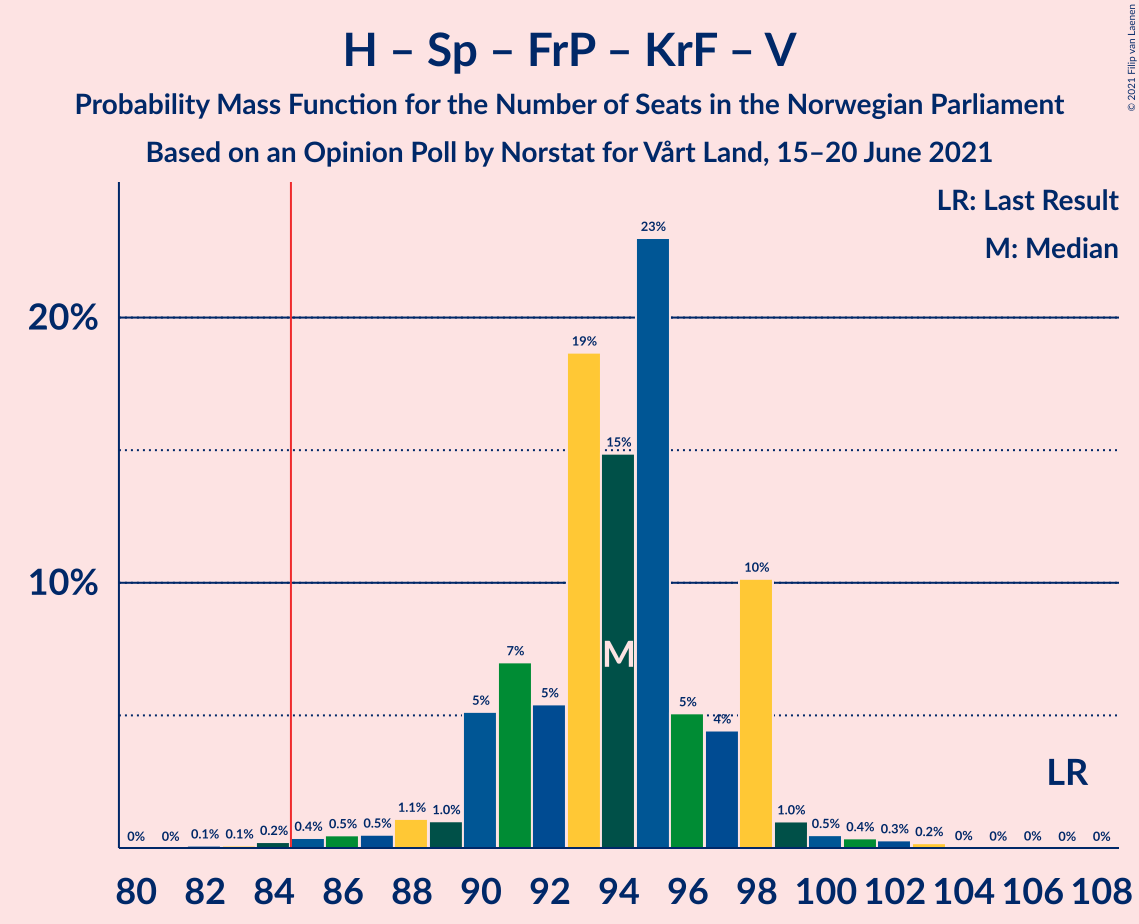 H – Sp – FrP – KrF – V
Probability Mass Function for the Number of Seats in the Norwegian Parliament
Based on an Opinion Poll by Norstat for Vårt Land, 15–20 June 2021
© 2021 Filip van Laenen
LR: Last Result
M: Median
20%
10%
0% 0% 0.1% 0.1% 0.2% 0.4% 0.5% 0.5% 1.1% 1.0% 5% 7% 5% 19% 15% 23% 5% 4% 10% 1.0% 0.5% 0.4% 0.3% 0.2% 0% 0% 0% 0% 0%
M
LR
80 82 84 86 88 90 92 94 96 98 100 102 104 106 108